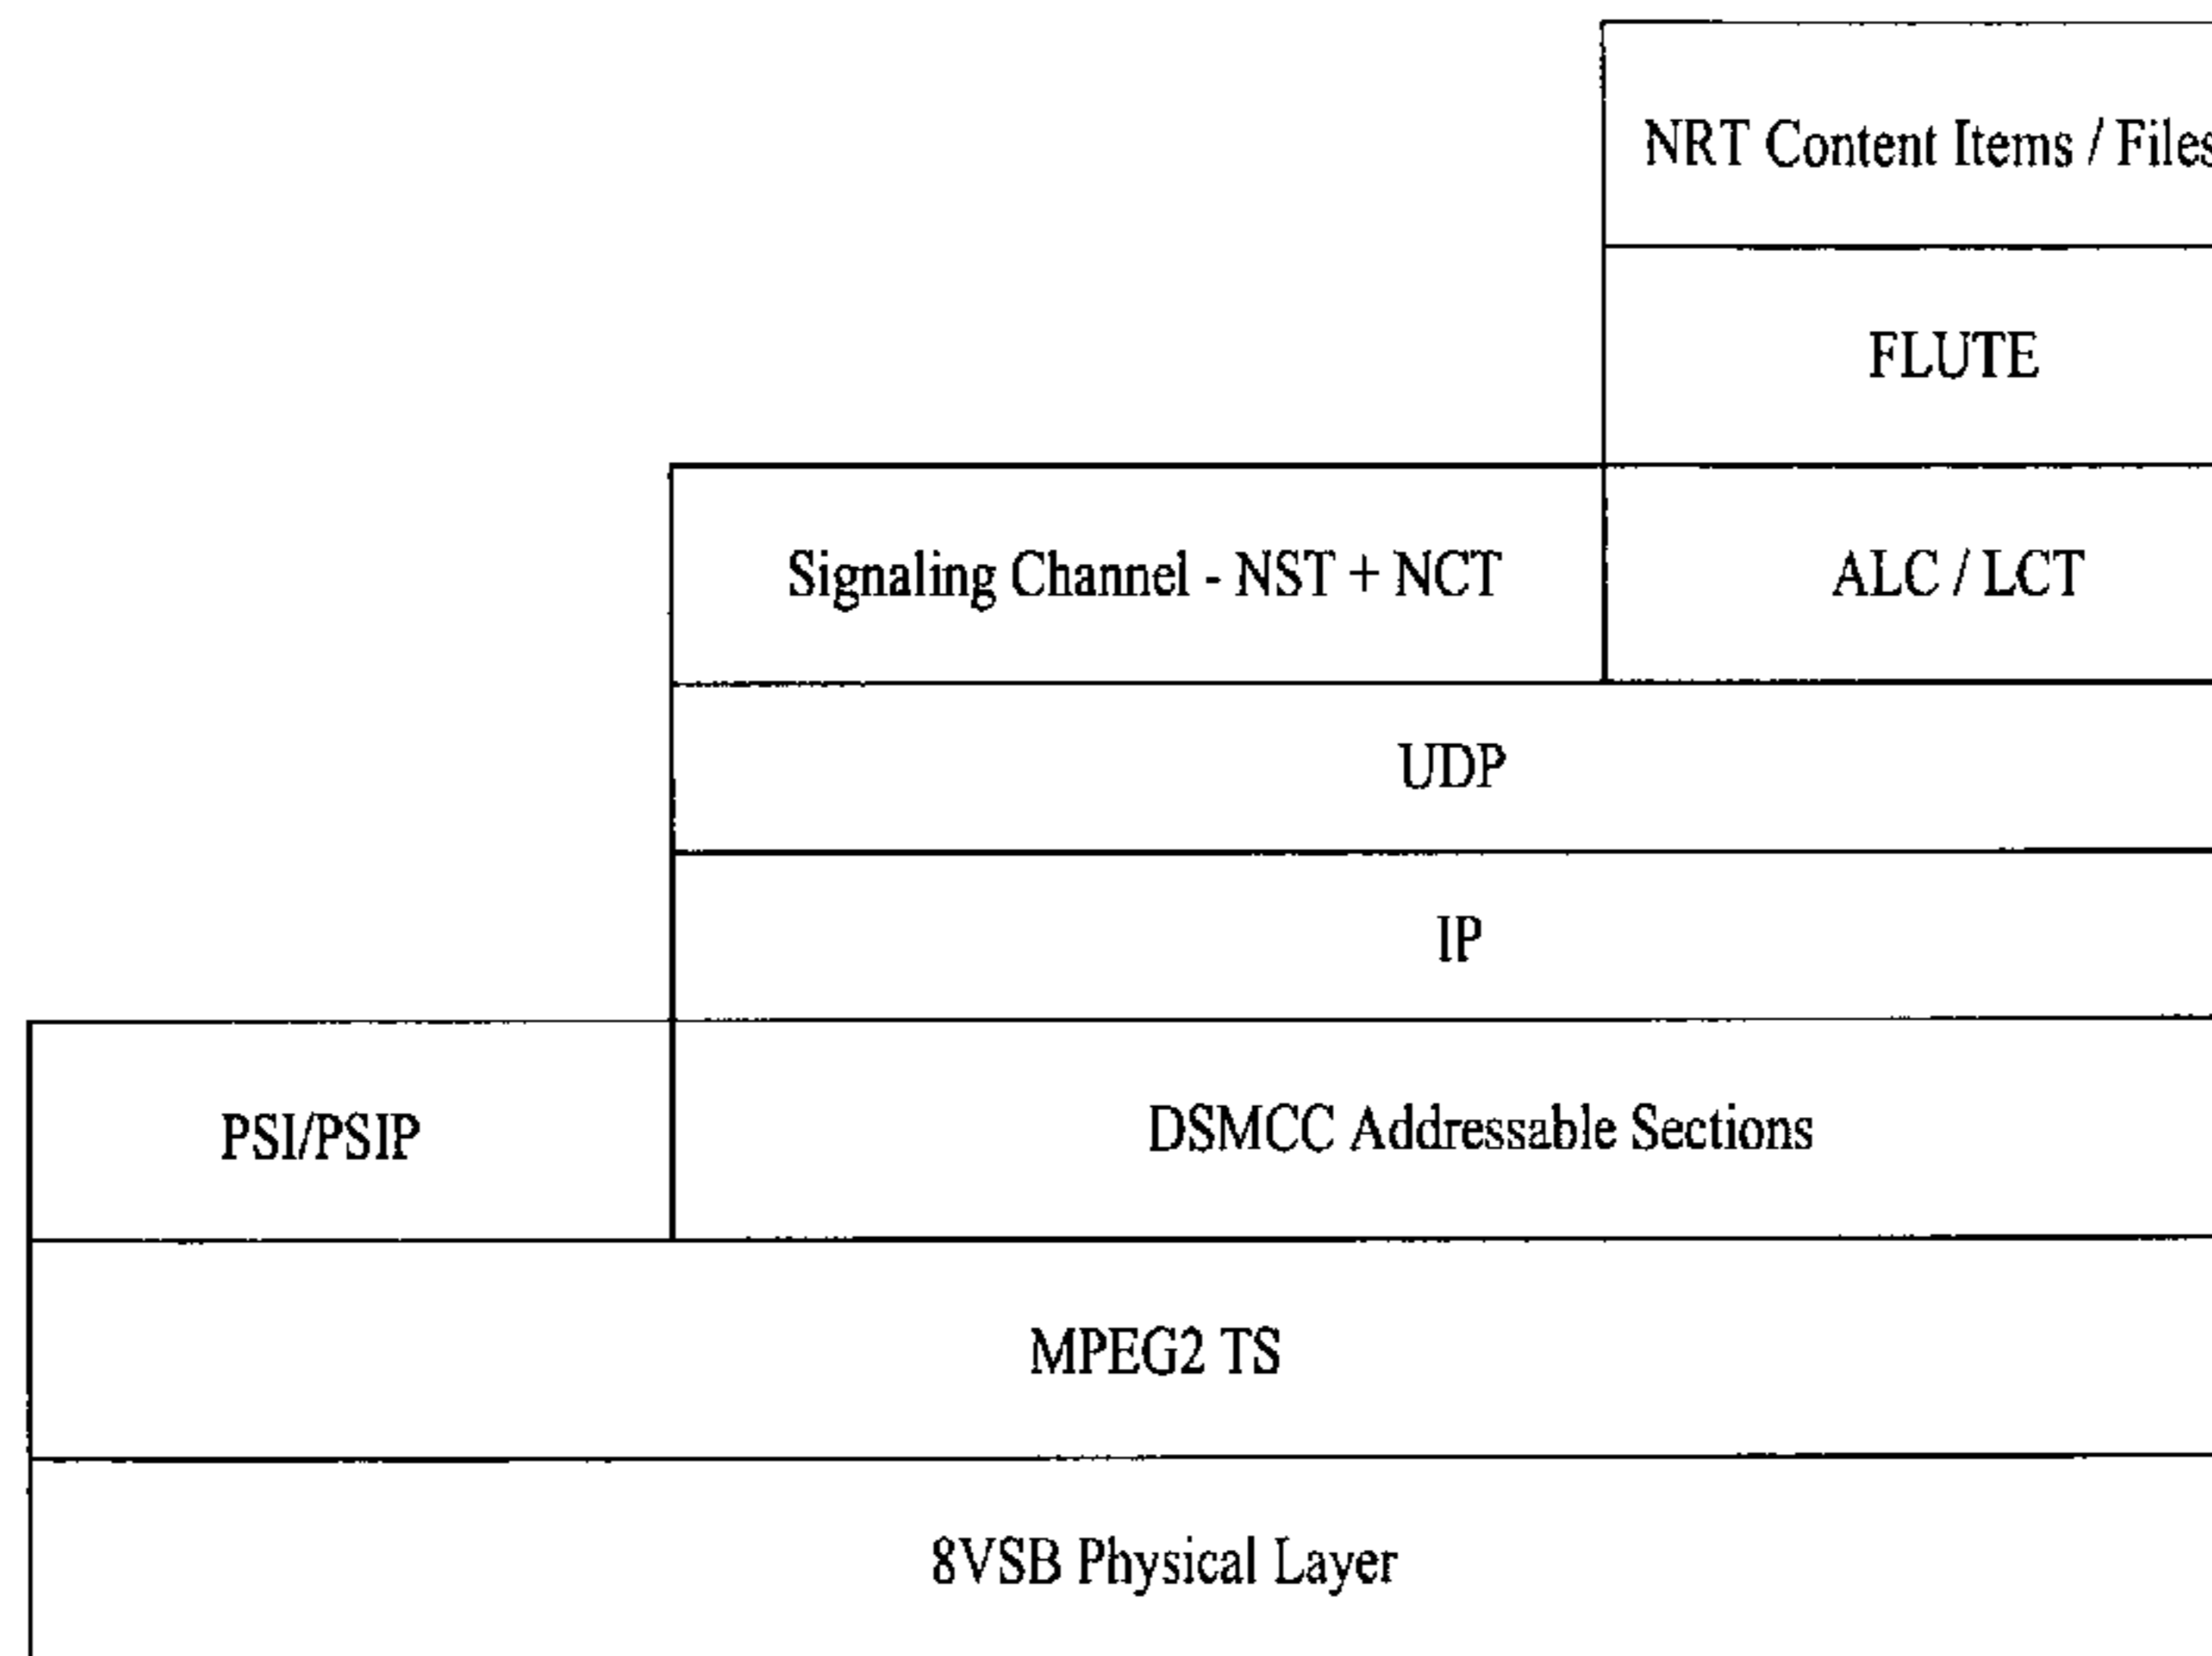 NRT Content Items / Files
FLUTE
Signaling Channel - NST + NCT
ALC / LCT
UDP
IP
PSI/PSIP
DSMCC Addressable Sections
MPEG2 TS
8VSB Physical Layer